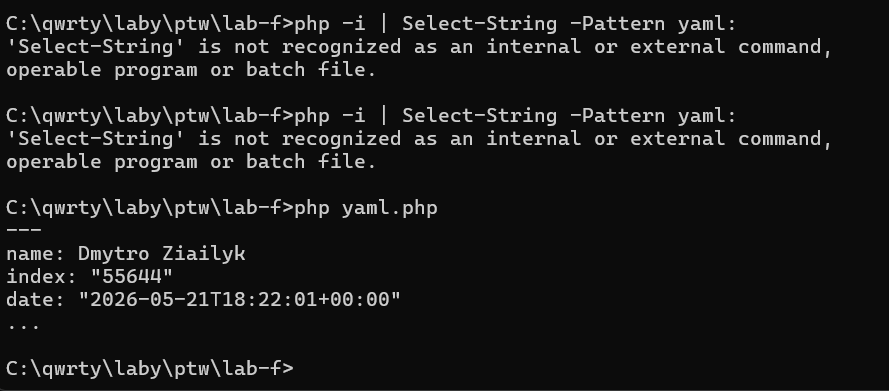 C:\qwrty\laby\ptw\lab-f>php -i | Select-String -Pattern yaml:
'Select-String' is not recognized as an internal or external command,
operable program or batch file.
C:\qwrty\laby\ptw\lab-f>php -i | Select-String -Pattern yaml:
'Select-String' is not recognized as an internal or external command,
operable program or batch file.
C:\qwrty\laby\ptw\lab-f>php yaml.php
---
name: Dmytro Ziailyk
index: "55644"
date: "2026-05-21T18:22:01+00:00"
...
C:\qwrty\laby\ptw\lab-f>